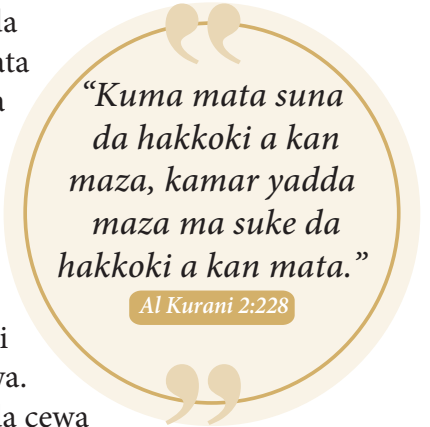 “Kuma mata suna
da hakkoki a kan
maza, kamar yadda
maza ma suke da
hakkoki a kan mata.”
Al Kurani 2:228
cewa